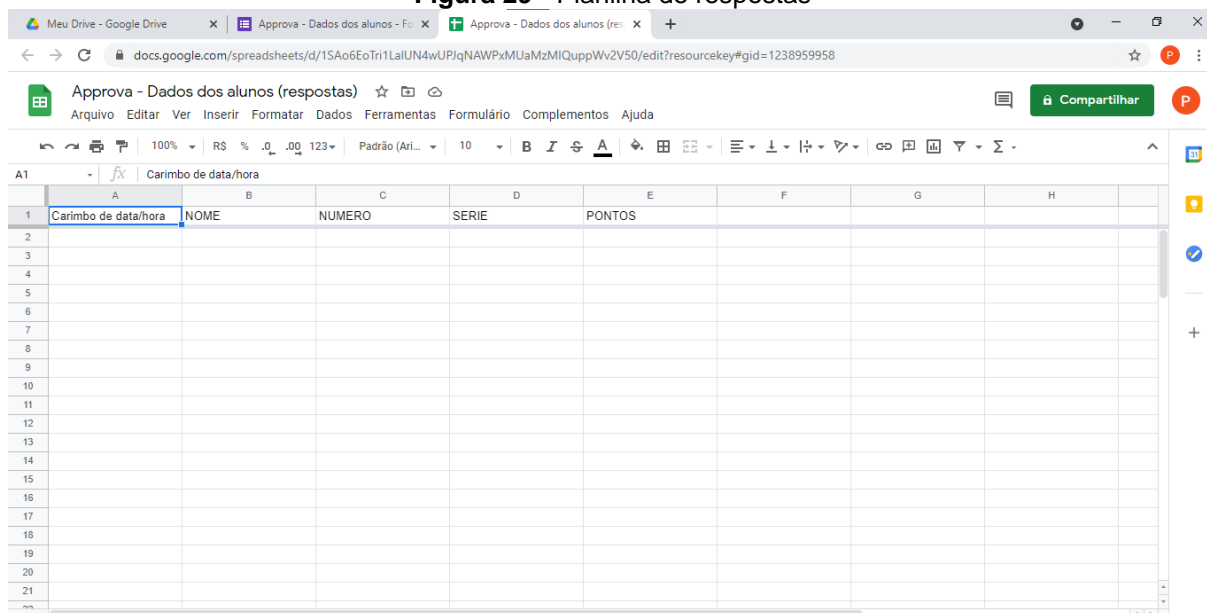 Figura 29 - Planilha de respostas
Meu Drive - Google Drive
Approva - Dados dos alunos - Fo
Approva - Dados dos alunos (res
docs.google.com/spreadsheets/d/1SAo6EoTri1LalUN4wUPJqNAWPxMUaMzMlQuppWv2V50/edit?resourcekey#gid=1238959958
P
Approva - Dados dos alunos (respostas)
Arquivo Editar Ver Inserir Formatar Dados Ferramentas Formulário Complementos Ajuda
Compartilhar
P
100% R$ % .0 .00 123 Padrão (Ari... 10 B I S A Σ
31
A1 fx Carimbo de data/hora
A B C D E F G H
1 Carimbo de data/hora NOME NUMERO SERIE PONTOS
2
3
4
5
6
7
8
9
10
11
12
13
14
15
16
17
18
19
20
21